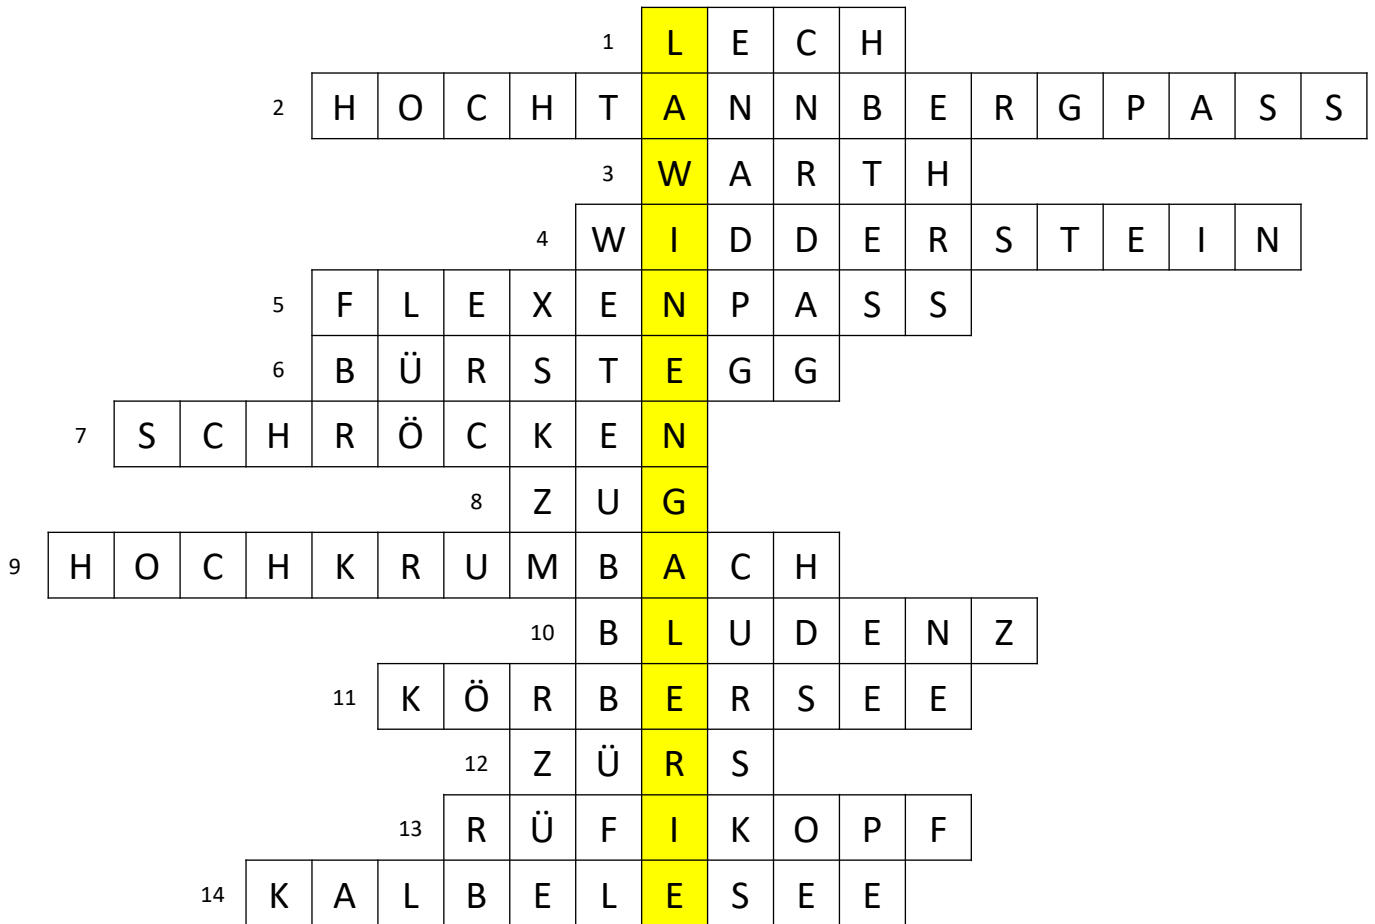 1 LECH
2 HOCHTANNBERGPASS
3 WARTH
4 WIDDERSTEIN
5 FLEXENPASS
6 BÜRSTEGG
7 SCHRÖCKEN
8 ZUG
9 HOCHKRUMBACH
10 BLUDENZ
11 KÖRBERSEE
12 ZÜRS
13 RÜFIKOPF
14 KALBELESEE